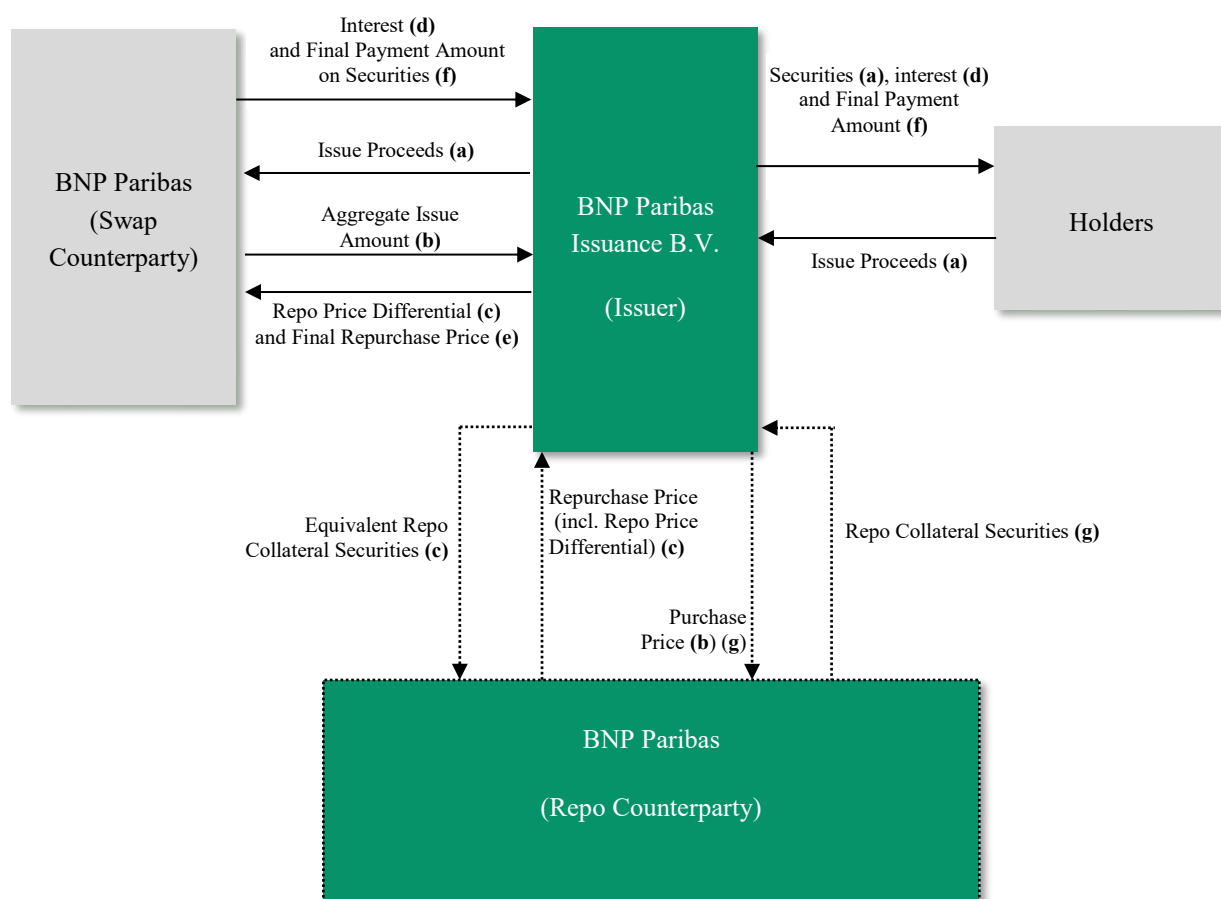 Interest (d)
and Final Payment Amount
on Securities (f)
Issue Proceeds (a)
Aggregate Issue
Amount (b)
Repo Price Differential (c)
and Final Repurchase Price (e)
BNP Paribas
(Swap
Counterparty)
BNP Paribas
Issuance B.V.
(Issuer)
Securities (a), interest (d)
and Final Payment
Amount (f)
Issue Proceeds (a)
Holders
Equivalent Repo
Collateral Securities (c)
Repurchase Price
(incl. Repo Price
Differential) (c)
Purchase
Price (b) (g)
Repo Collateral Securities (g)
BNP Paribas
(Repo Counterparty)